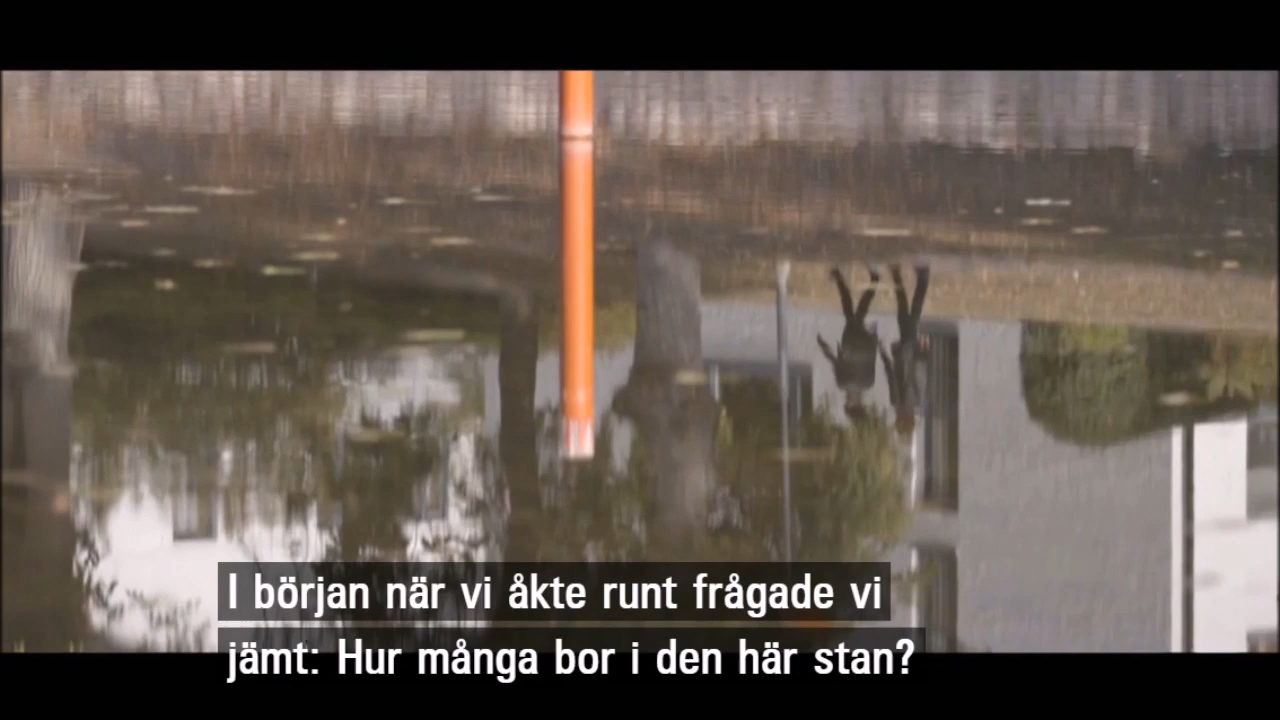 I början när vi åkte runt frågade vi
jämt: Hur många bor i den här stan?